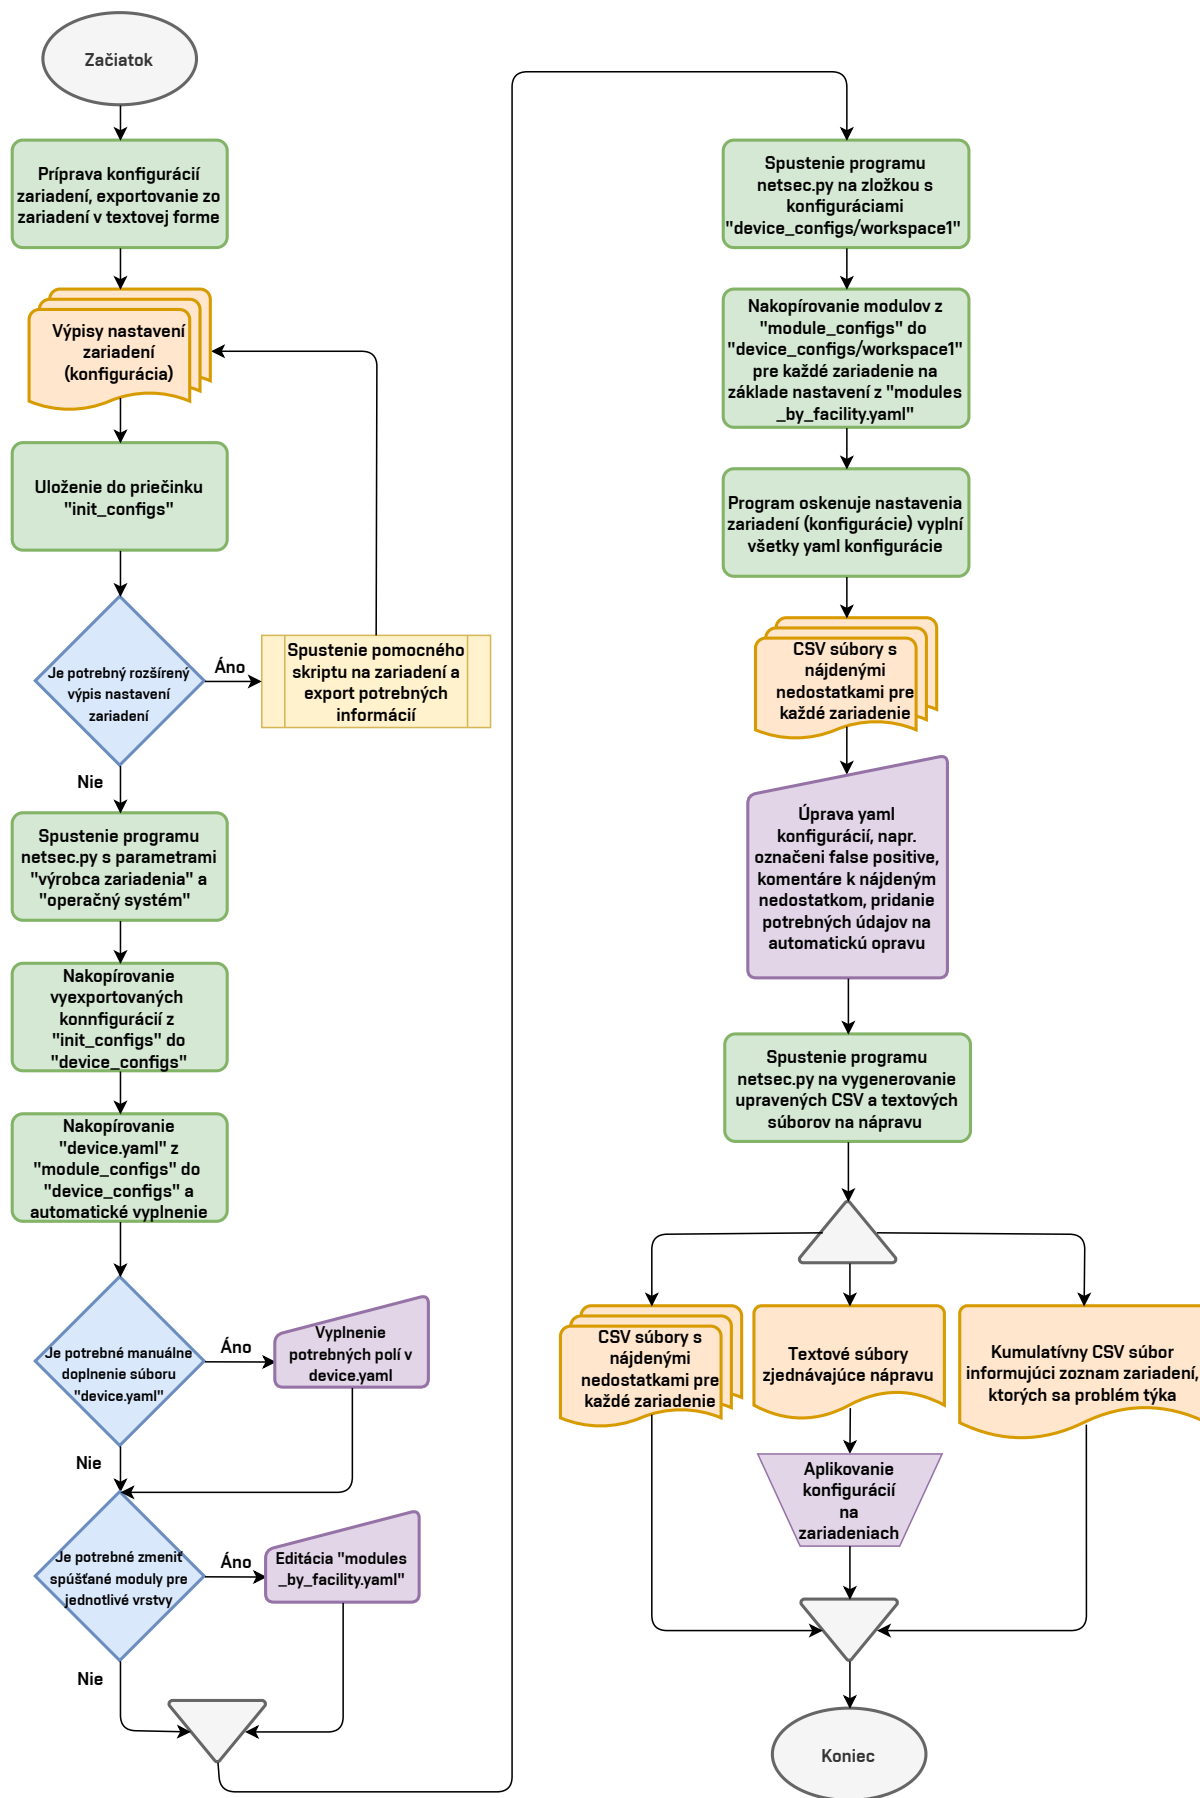 Začiatok
Príprava konfigurácií
zariadení, exportovanie zo
zariadení v textovej forme
Výpisy nastavení
zariadení
(konfigurácia)
Uloženie do priečinku
"init_configs"
Je potrebný rozšírený
výpis nastavení
zariadení
Áno
Spustenie pomocného
skriptu na zariadení a
export potrebných
informácií
Nie
Spustenie programu
netsec.py s parametrami
"výrobca zariadenia" a
"operačný systém"
Nakopírovanie
vyexportovaných
konnfigurácií z
"init_configs" do
"device_configs"
Nakopírovanie
"device.yaml" z
"module_configs" do
"device_configs" a
automatické vyplnenie
Je potrebné manuálne
doplnenie súboru
"device.yaml"
Áno
Vyplnenie
potrebných polí v
device.yaml
Nie
Je potrebné zmeniť
spúšťané moduly pre
jednotlivé vrstvy
Áno
Editácia "modules
_by_facility.yaml"
Nie
Spustenie programu
netsec.py na zložkou s
konfiguráciami
"device_configs/workspace1"
Nakopírovanie modulov z
"module_configs" do
"device_configs/workspace1"
pre každé zariadenie na
základe nastavení z "modules
_by_facility.yaml"
Program oskenuje nastavenia
zariadení (konfigurácie) vyplní
všetky yaml konfigurácie
CSV súbory s
nájdenými
nedostatkami pre
každé zariadenie
Úprava yaml
konfigurácií, napr.
označeni false positive,
komentáre k nájdeným
nedostatkom, pridanie
potrebných údajov na
automatickú opravu
Spustenie programu
netsec.py na vygenerovanie
upravených CSV a textových
súborov na nápravu
CSV súbory s
nájdenými
nedostatkami pre
každé zariadenie
Textové súbory
zjednávajúce nápravu
Kumulatívny CSV súbor
informujúci zoznam zariadení,
ktorých sa problém týka
Aplikovanie
konfigurácií
na
zariadeniach
Koniec